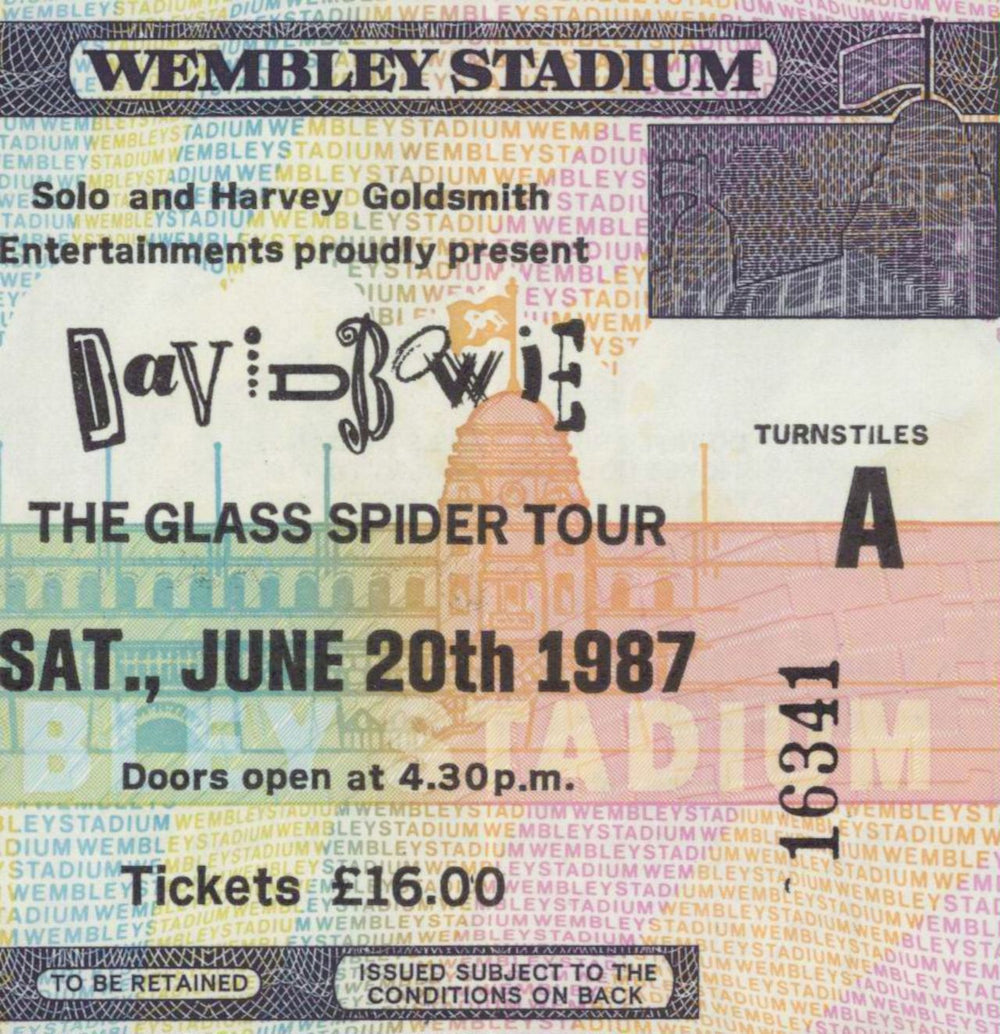 WEMBLEY STADIUM
Solo and Harvey Goldsmith
Entertainments proudly present
DaviD BowiE
TURNSTILES
A
THE GLASS SPIDER TOUR
SAT., JUNE 20th 1987
BLEY STADIUM
Doors open at 4.30p.m.
16341
Tickets £16.00
TO BE RETAINED
ISSUED SUBJECT TO THE
CONDITIONS ON BACK